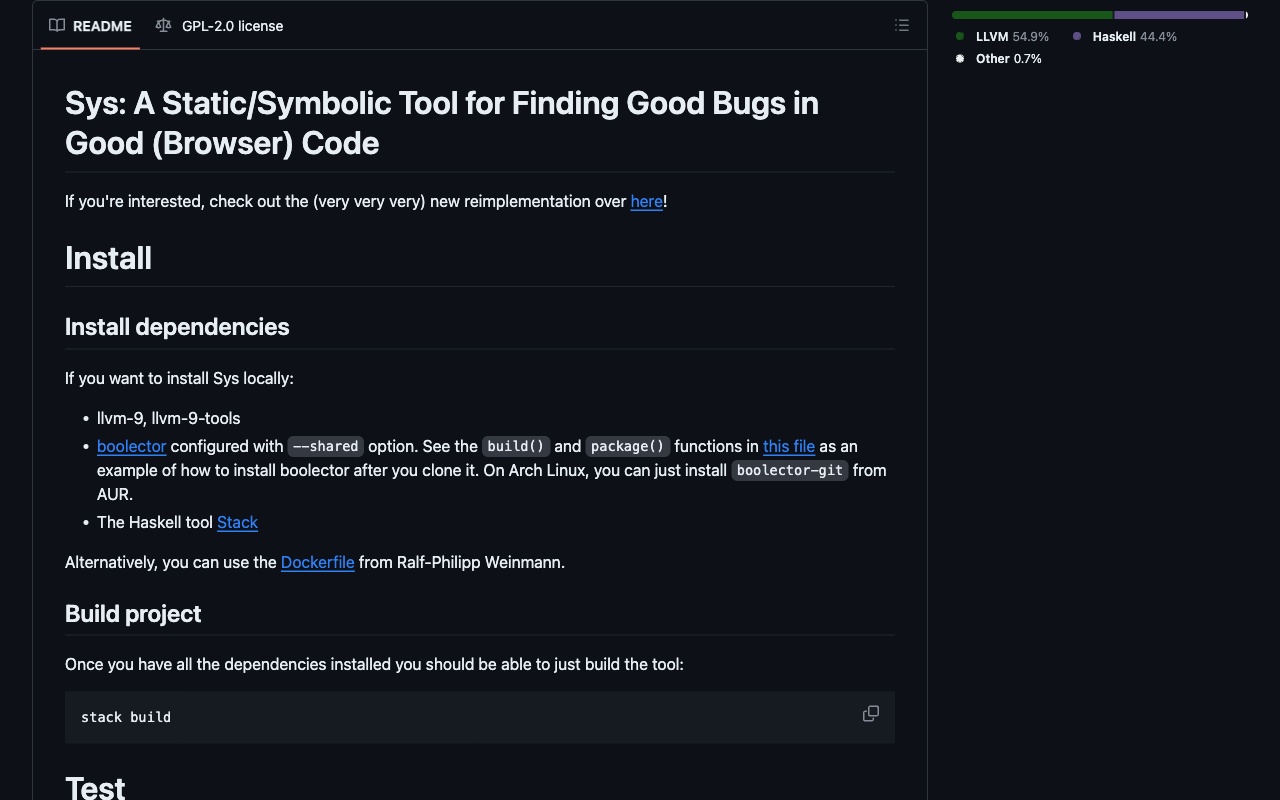 README
GPL-2.0 license
LLVM 54.9%
Haskell 44.4%
Other 0.7%
Sys: A Static/Symbolic Tool for Finding Good Bugs in
Good (Browser) Code
If you're interested, check out the (very very very) new reimplementation over here!
Install
Install dependencies
If you want to install Sys locally:
• llvm-9, llvm-9-tools
• boolector configured with --shared option. See the build() and package() functions in this file as an
example of how to install boolector after you clone it. On Arch Linux, you can just install boolector-git from
AUR.
• The Haskell tool Stack
Alternatively, you can use the Dockerfile from Ralf-Philipp Weinmann.
Build project
Once you have all the dependencies installed you should be able to just build the tool:
stack build
Test